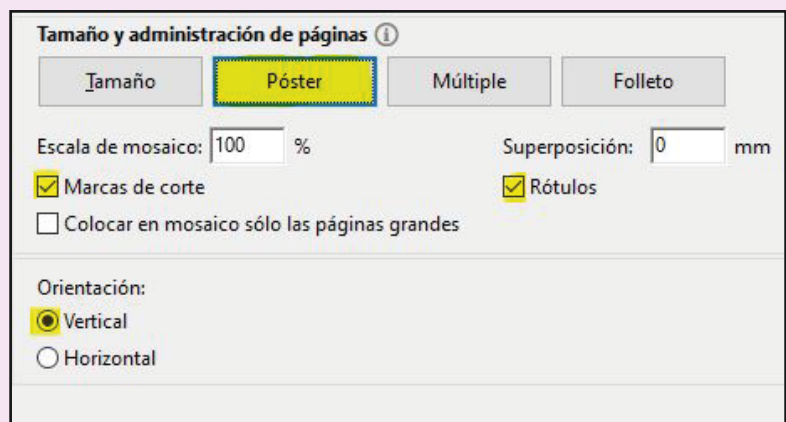 Tamaño y administración de páginas
Tamaño Póster Múltiple Folleto
Escala de mosaico: 100 % Superposición: 0 mm
Marcas de corte Rótulos
Colocar en mosaico sólo las páginas grandes
Orientación:
Vertical
Horizontal